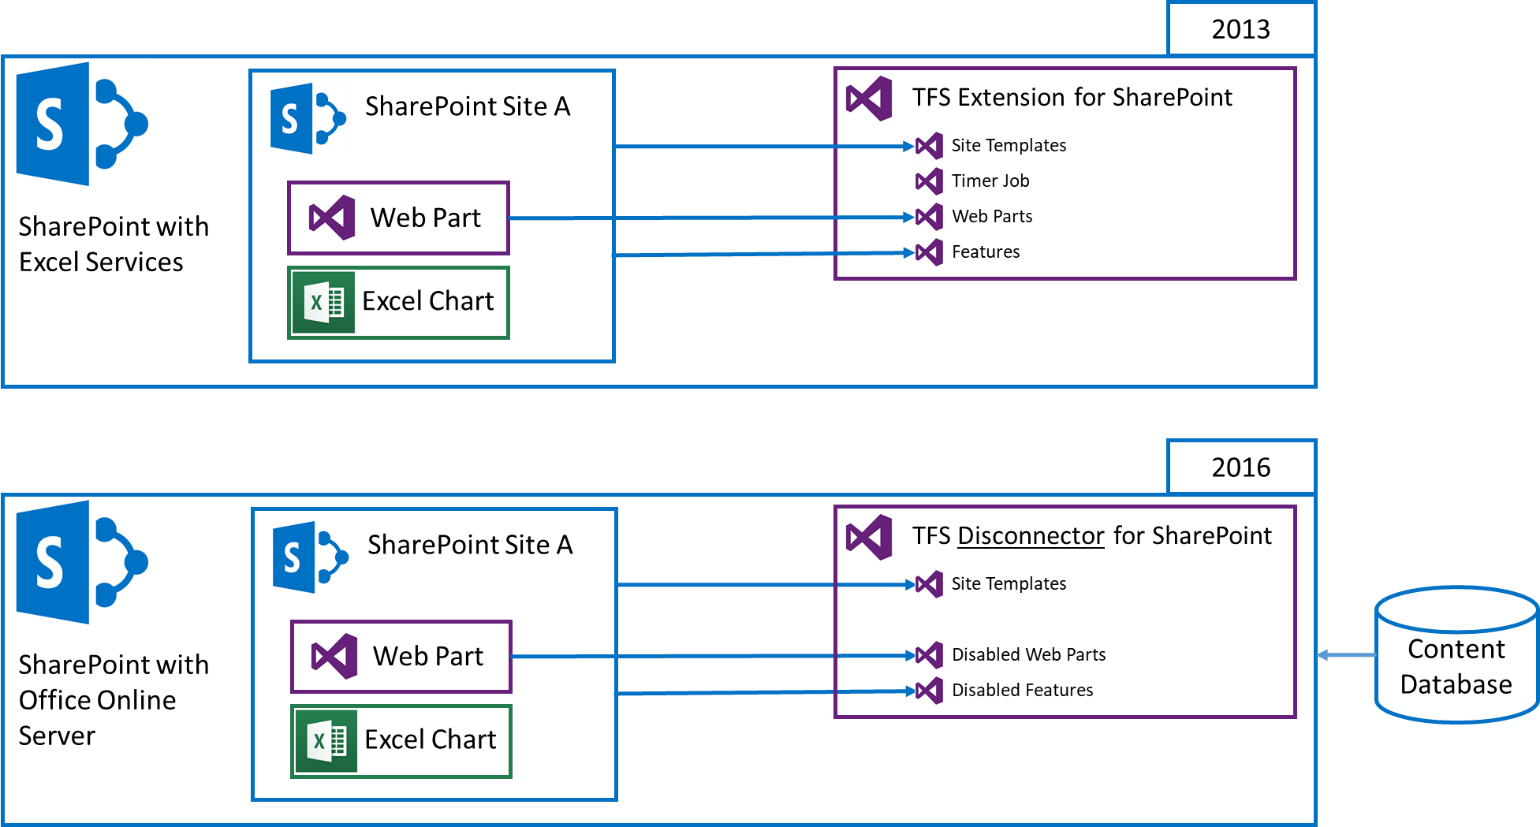 2013
SharePoint with
Excel Services
SharePoint Site A
Web Part
Excel Chart
TFS Extension for SharePoint
Site Templates
Timer Job
Web Parts
Features
2016
SharePoint with
Office Online
Server
SharePoint Site A
Web Part
Excel Chart
TFS Disconnector for SharePoint
Site Templates
Disabled Web Parts
Disabled Features
Content
Database